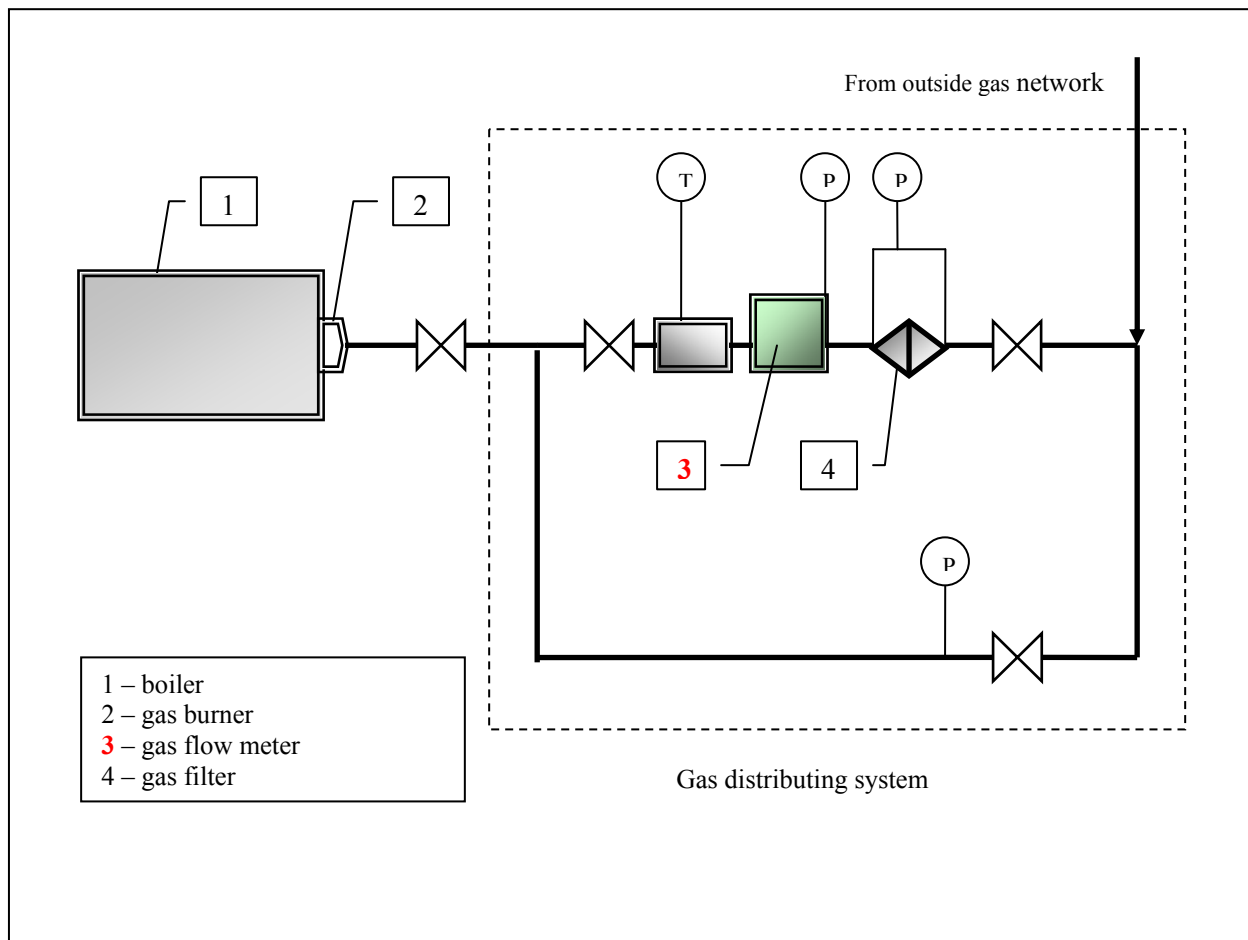 From outside gas network
T
P
P
1
2
3
4
P
1 – boiler
2 – gas burner
3 – gas flow meter
4 – gas filter
Gas distributing system